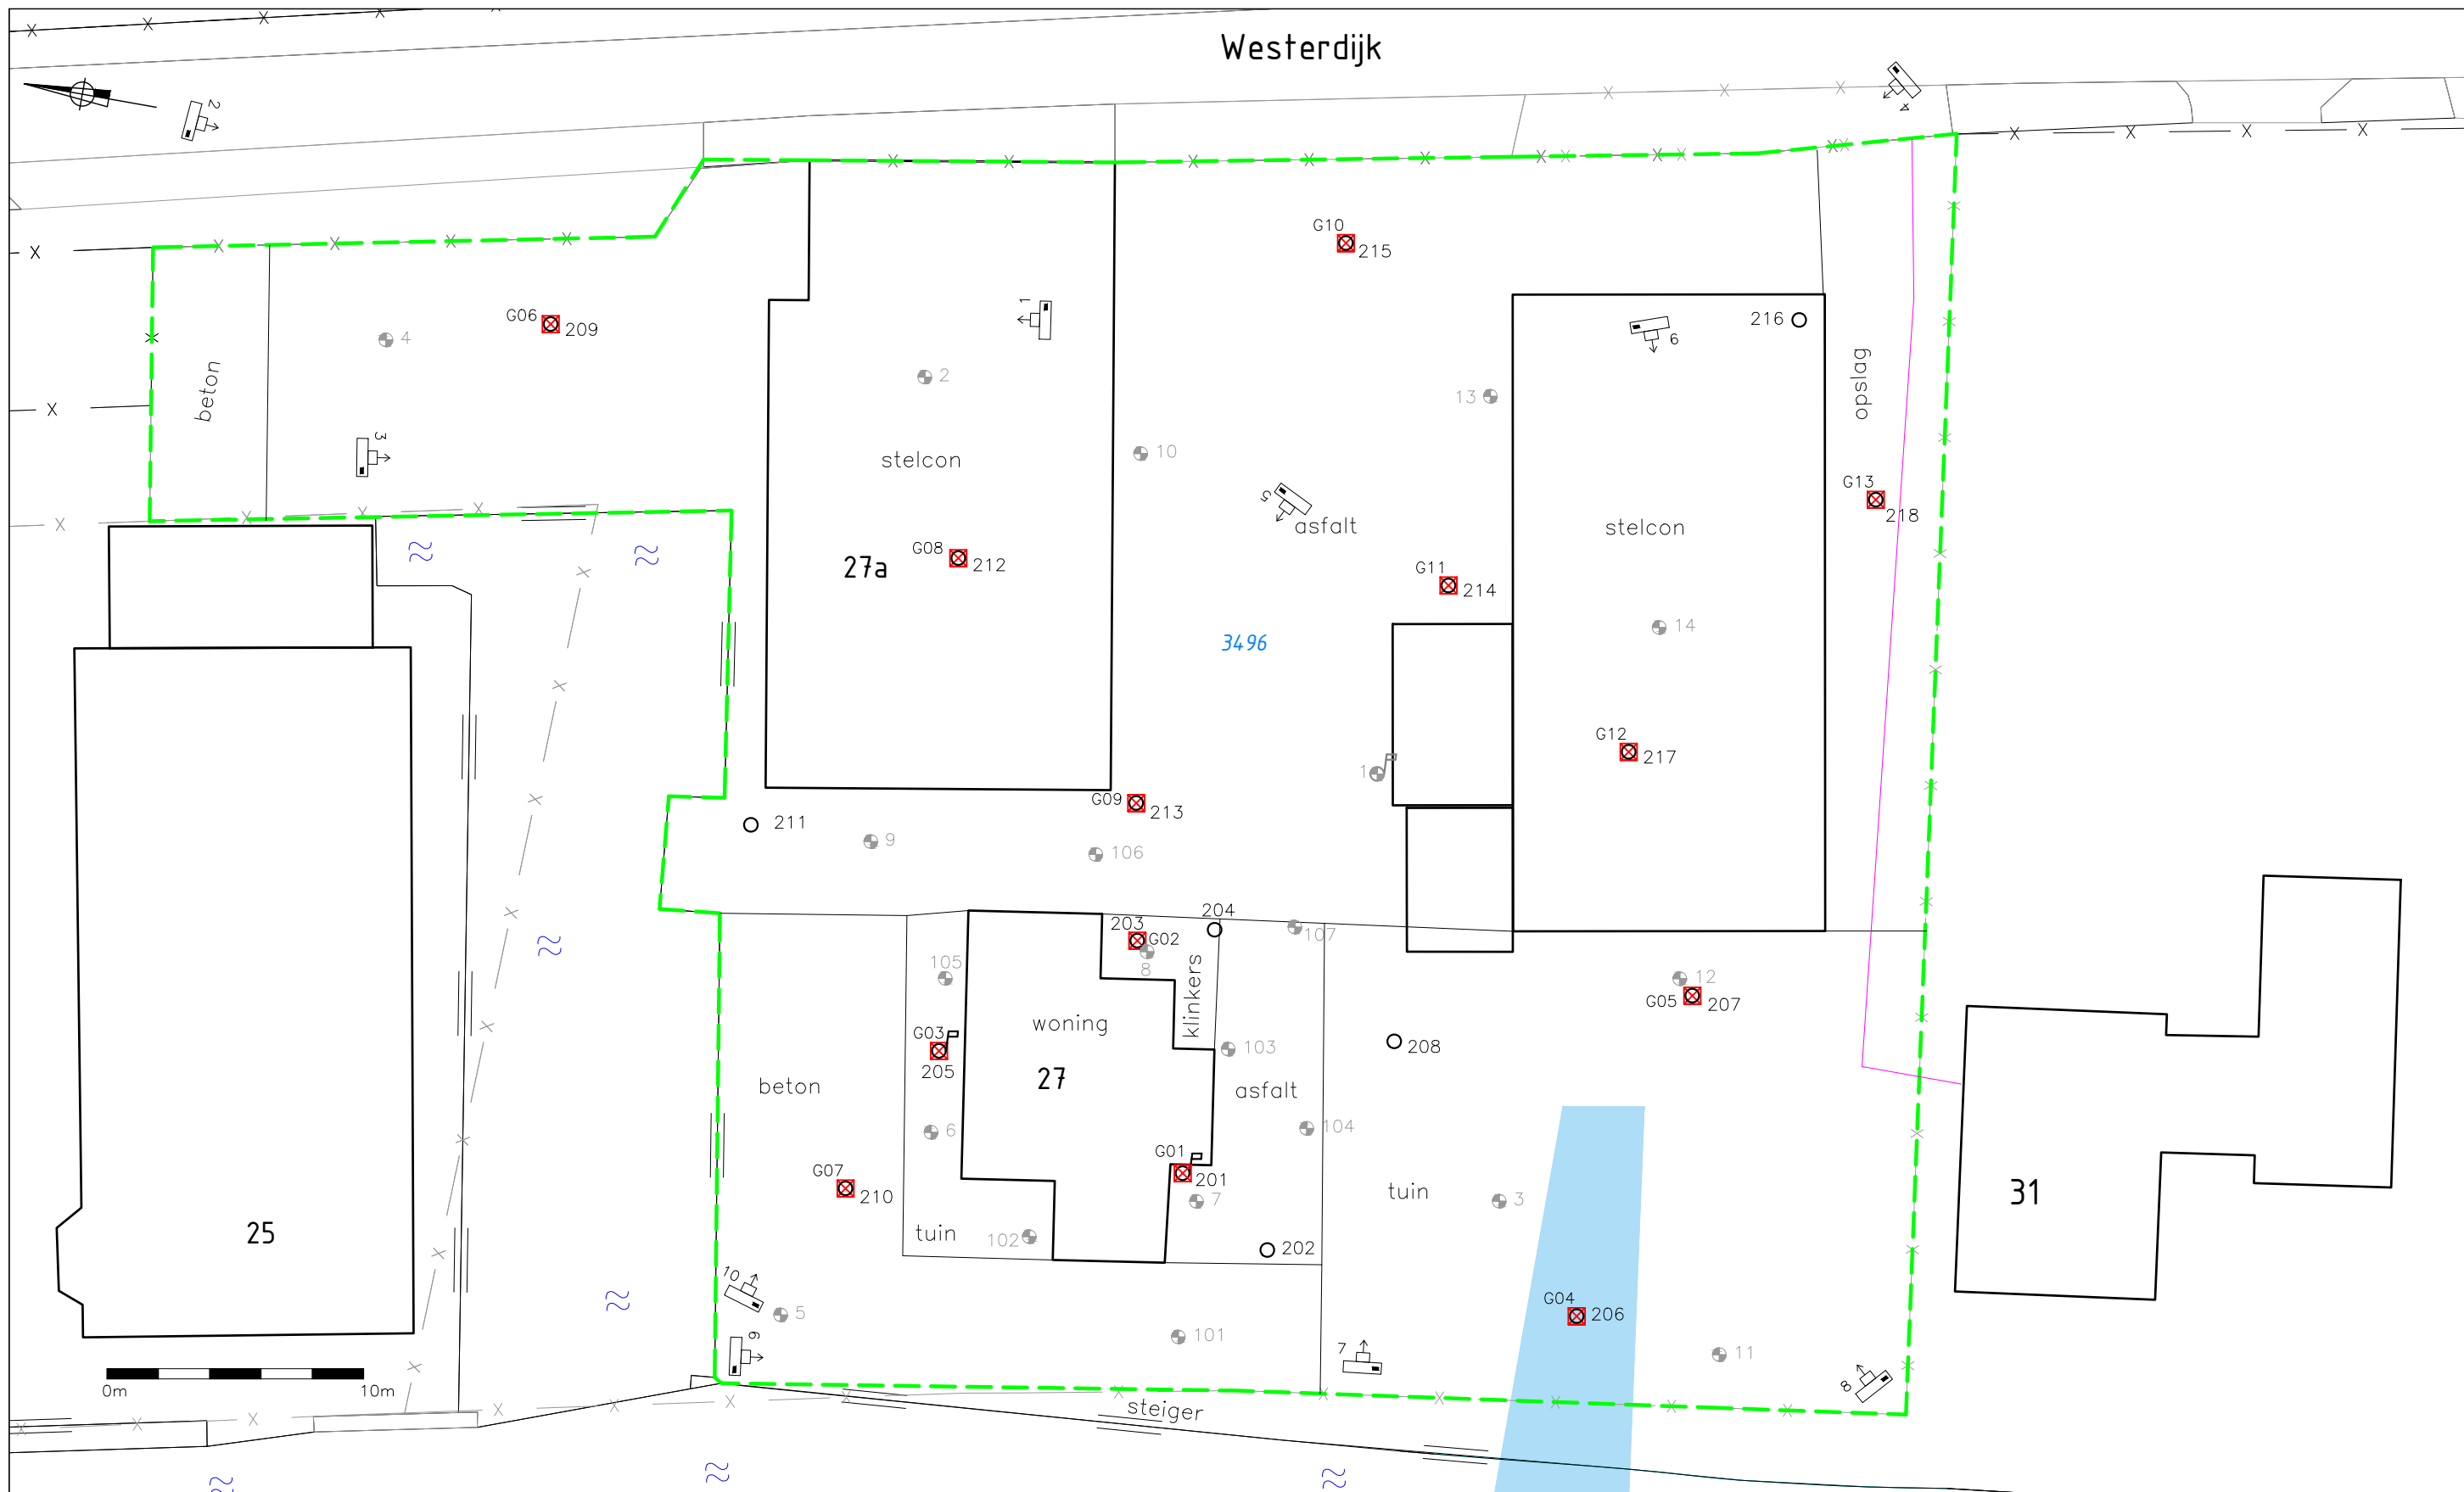 Westerdijk
2
4
G10
215
G06
209
4
1
216
6
beton
2
opslag
13
3
stelcon
10
G13
218
5
asfalt
stelcon
G08
212
27a
G11
214
14
3496
G12
217
1
G09
213
211
9
106
204
203
G02
107
8
105
12
G05
207
klinkers
woning
G03
205
103
208
27
beton
asfalt
6
104
G01
201
G07
210
7
tuin
3
31
25
tuin
102
202
10
5
G04
206
101
9
7
11
8
0m
10m
steiger